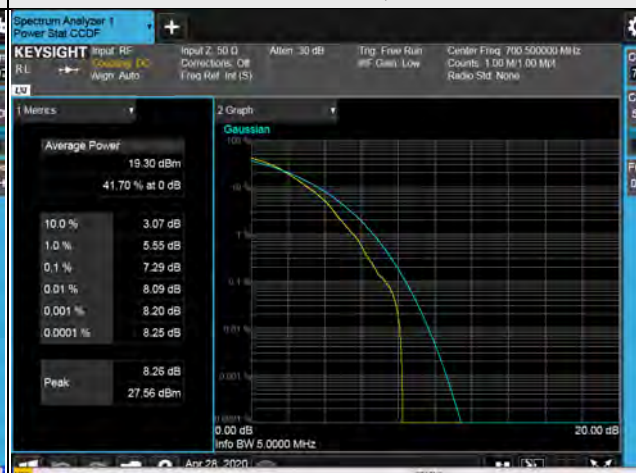 Spectrum Analyzer 1
Power Stat CCDF
+
KEYSIGHT Input: RF Input Z: 50 Ω Atten: 30 dB Trig: Free Run Center Freq: 700.500000 MHz
RL Coupling: DC Corrections: Off IF Gain: Low Counts: 1.00 M/1.00 Mpt
Align: Auto Freq Ref: Int (S) Radio Std: None
LXI
1 Metrics
2 Graph
Gaussian
Average Power
19.30 dBm
41.70 % at 0 dB
10.0 % 3.07 dB
1.0 % 5.55 dB
0.1 % 7.29 dB
0.01 % 8.09 dB
0.001 % 8.20 dB
0.0001 % 8.25 dB
Peak 8.26 dB
27.56 dBm
100 %
10 %
1 %
0.1 %
0.01 %
0.001 %
0.0001 %
0.00 dB 20.00 dB
Info BW 5.0000 MHz
Apr 28, 2020